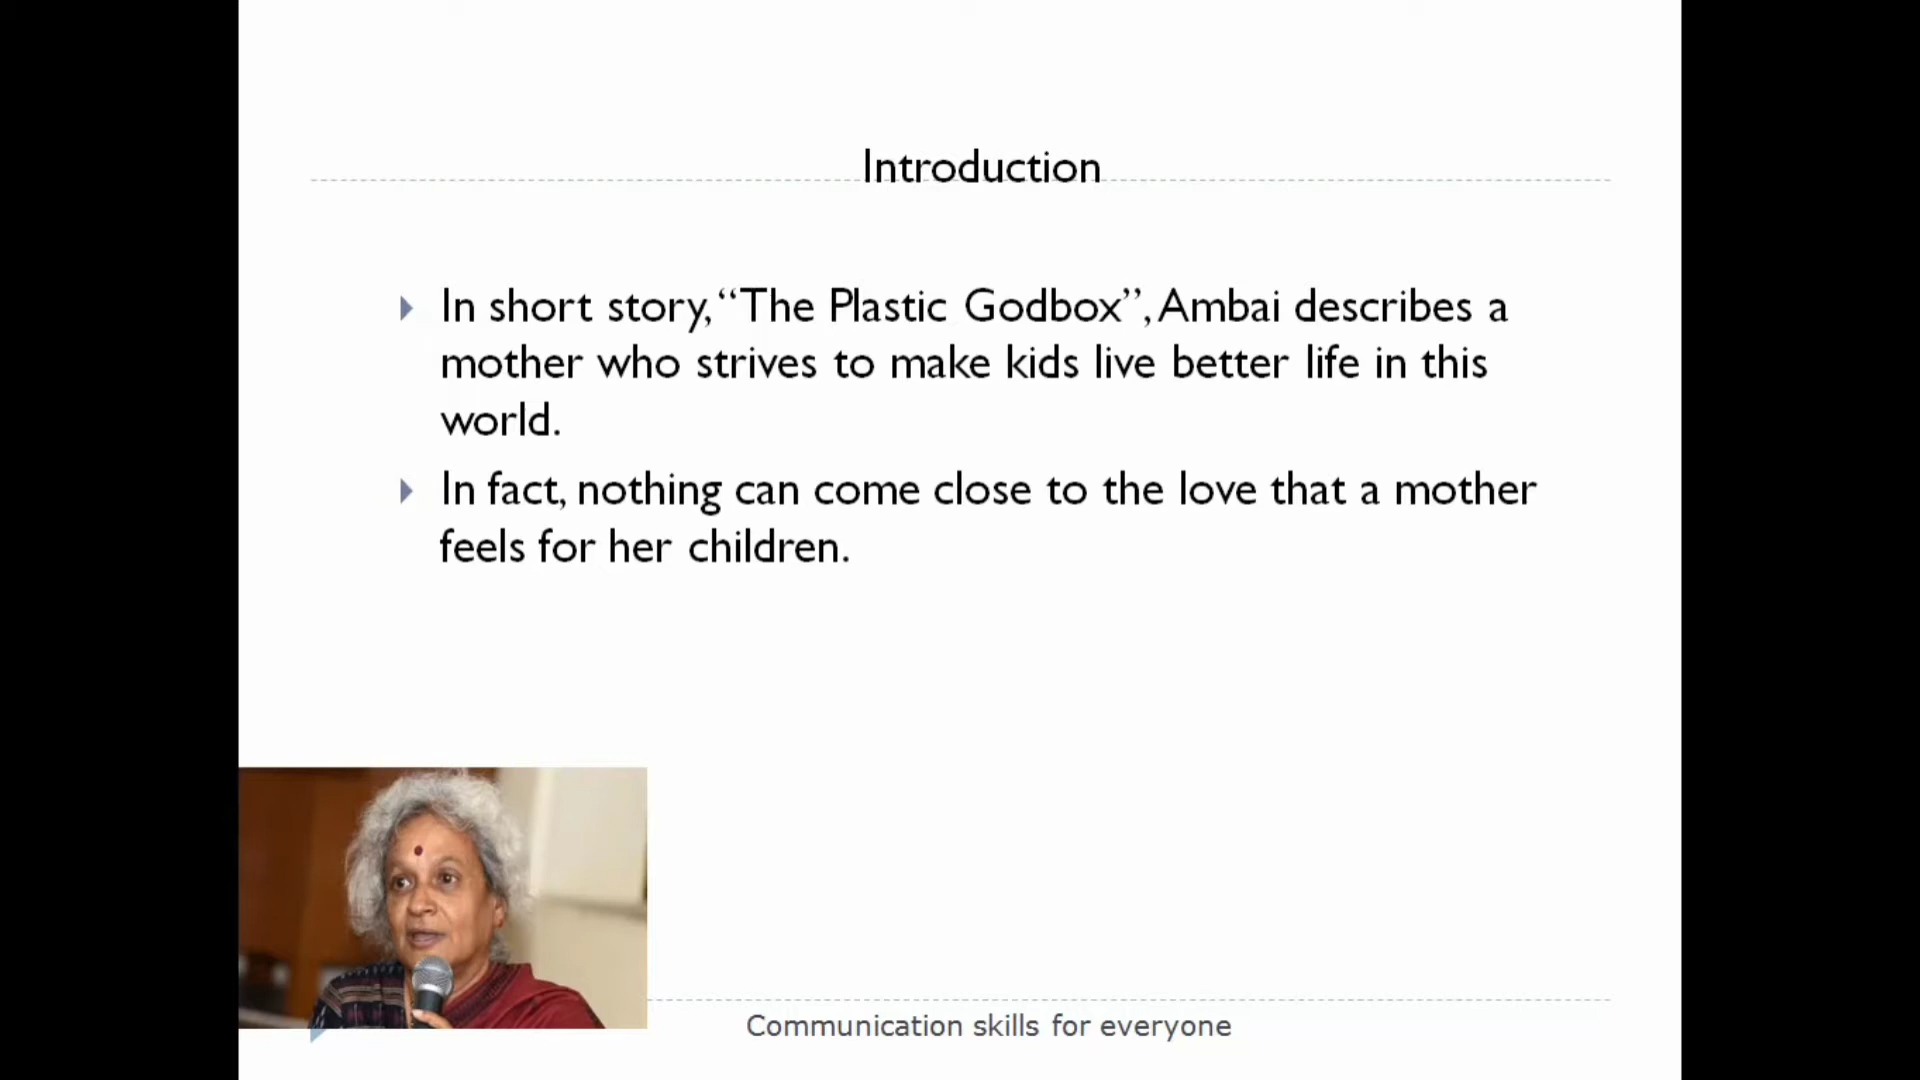 Introduction
In short story, “The Plastic Godbox”, Ambai describes a
mother who strives to make kids live better life in this
world.
In fact, nothing can come close to the love that a mother
feels for her children.
Communication skills for everyone